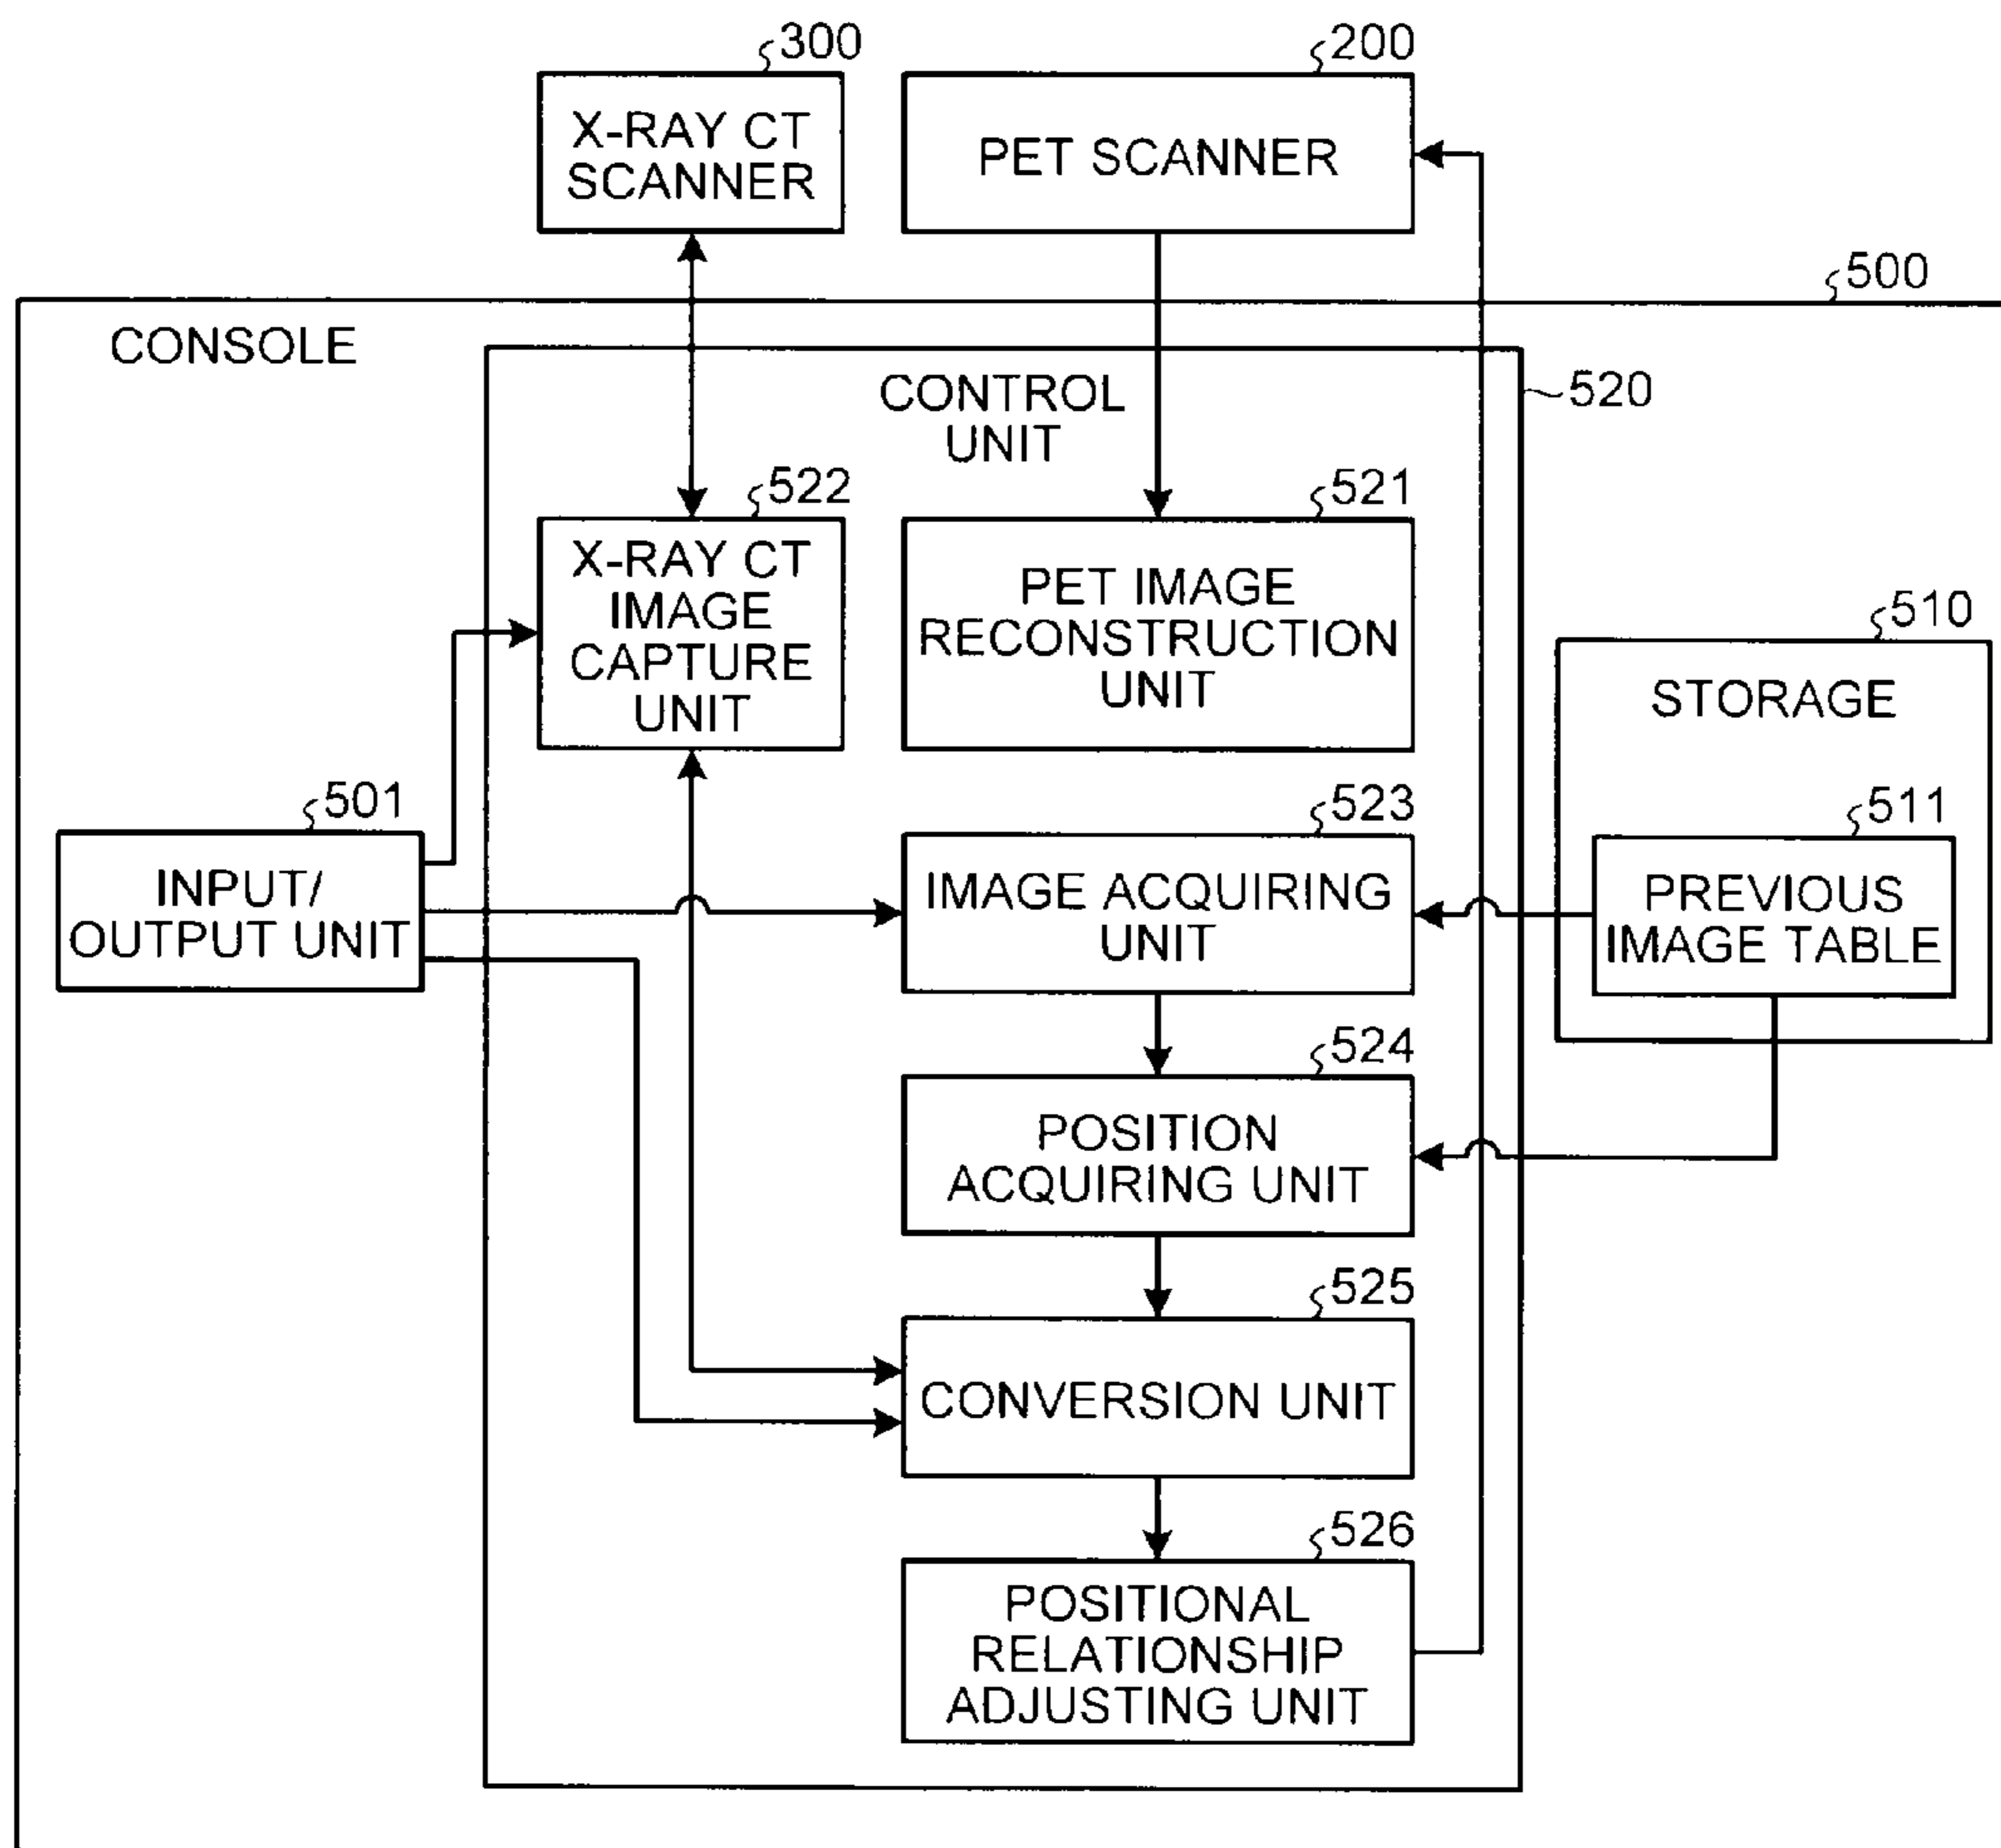 300
X-RAY CT
SCANNER
200
PET SCANNER
500
CONSOLE
CONTROL
UNIT
520
522
X-RAY CT
IMAGE
CAPTURE
UNIT
521
PET IMAGE
RECONSTRUCTION
UNIT
510
STORAGE
511
PREVIOUS
IMAGE TABLE
501
INPUT/
OUTPUT UNIT
523
IMAGE ACQUIRING
UNIT
524
POSITION
ACQUIRING UNIT
525
CONVERSION UNIT
526
POSITIONAL
RELATIONSHIP
ADJUSTING UNIT